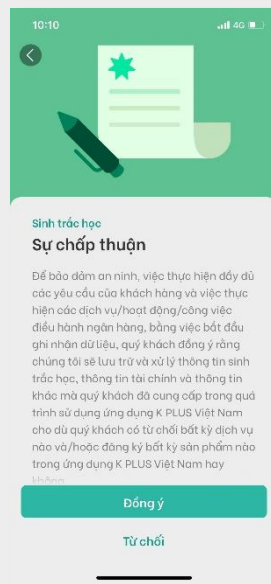 10:10
4G
Sinh trắc học
Sự chấp thuận
Để bảo đảm an ninh, việc thực hiện đầy đủ
các yêu cầu của khách hàng và việc thực
hiện các dịch vụ/hoạt động/công việc
điều hành ngân hàng, bằng việc bắt đầu
ghi nhận dữ liệu, quý khách đồng ý rằng
chúng tôi sẽ lưu trữ và xử lý thông tin sinh
trắc học, thông tin tài chính và thông tin
khác mà quý khách đã cung cấp trong quá
trình sử dụng ứng dụng K PLUS Việt Nam
cho dù quý khách có từ chối bất kỳ dịch vụ
nào và/hoặc đăng ký bất kỳ sản phẩm nào
trong ứng dụng K PLUS Việt Nam hay
không
Đồng ý
Từ chối